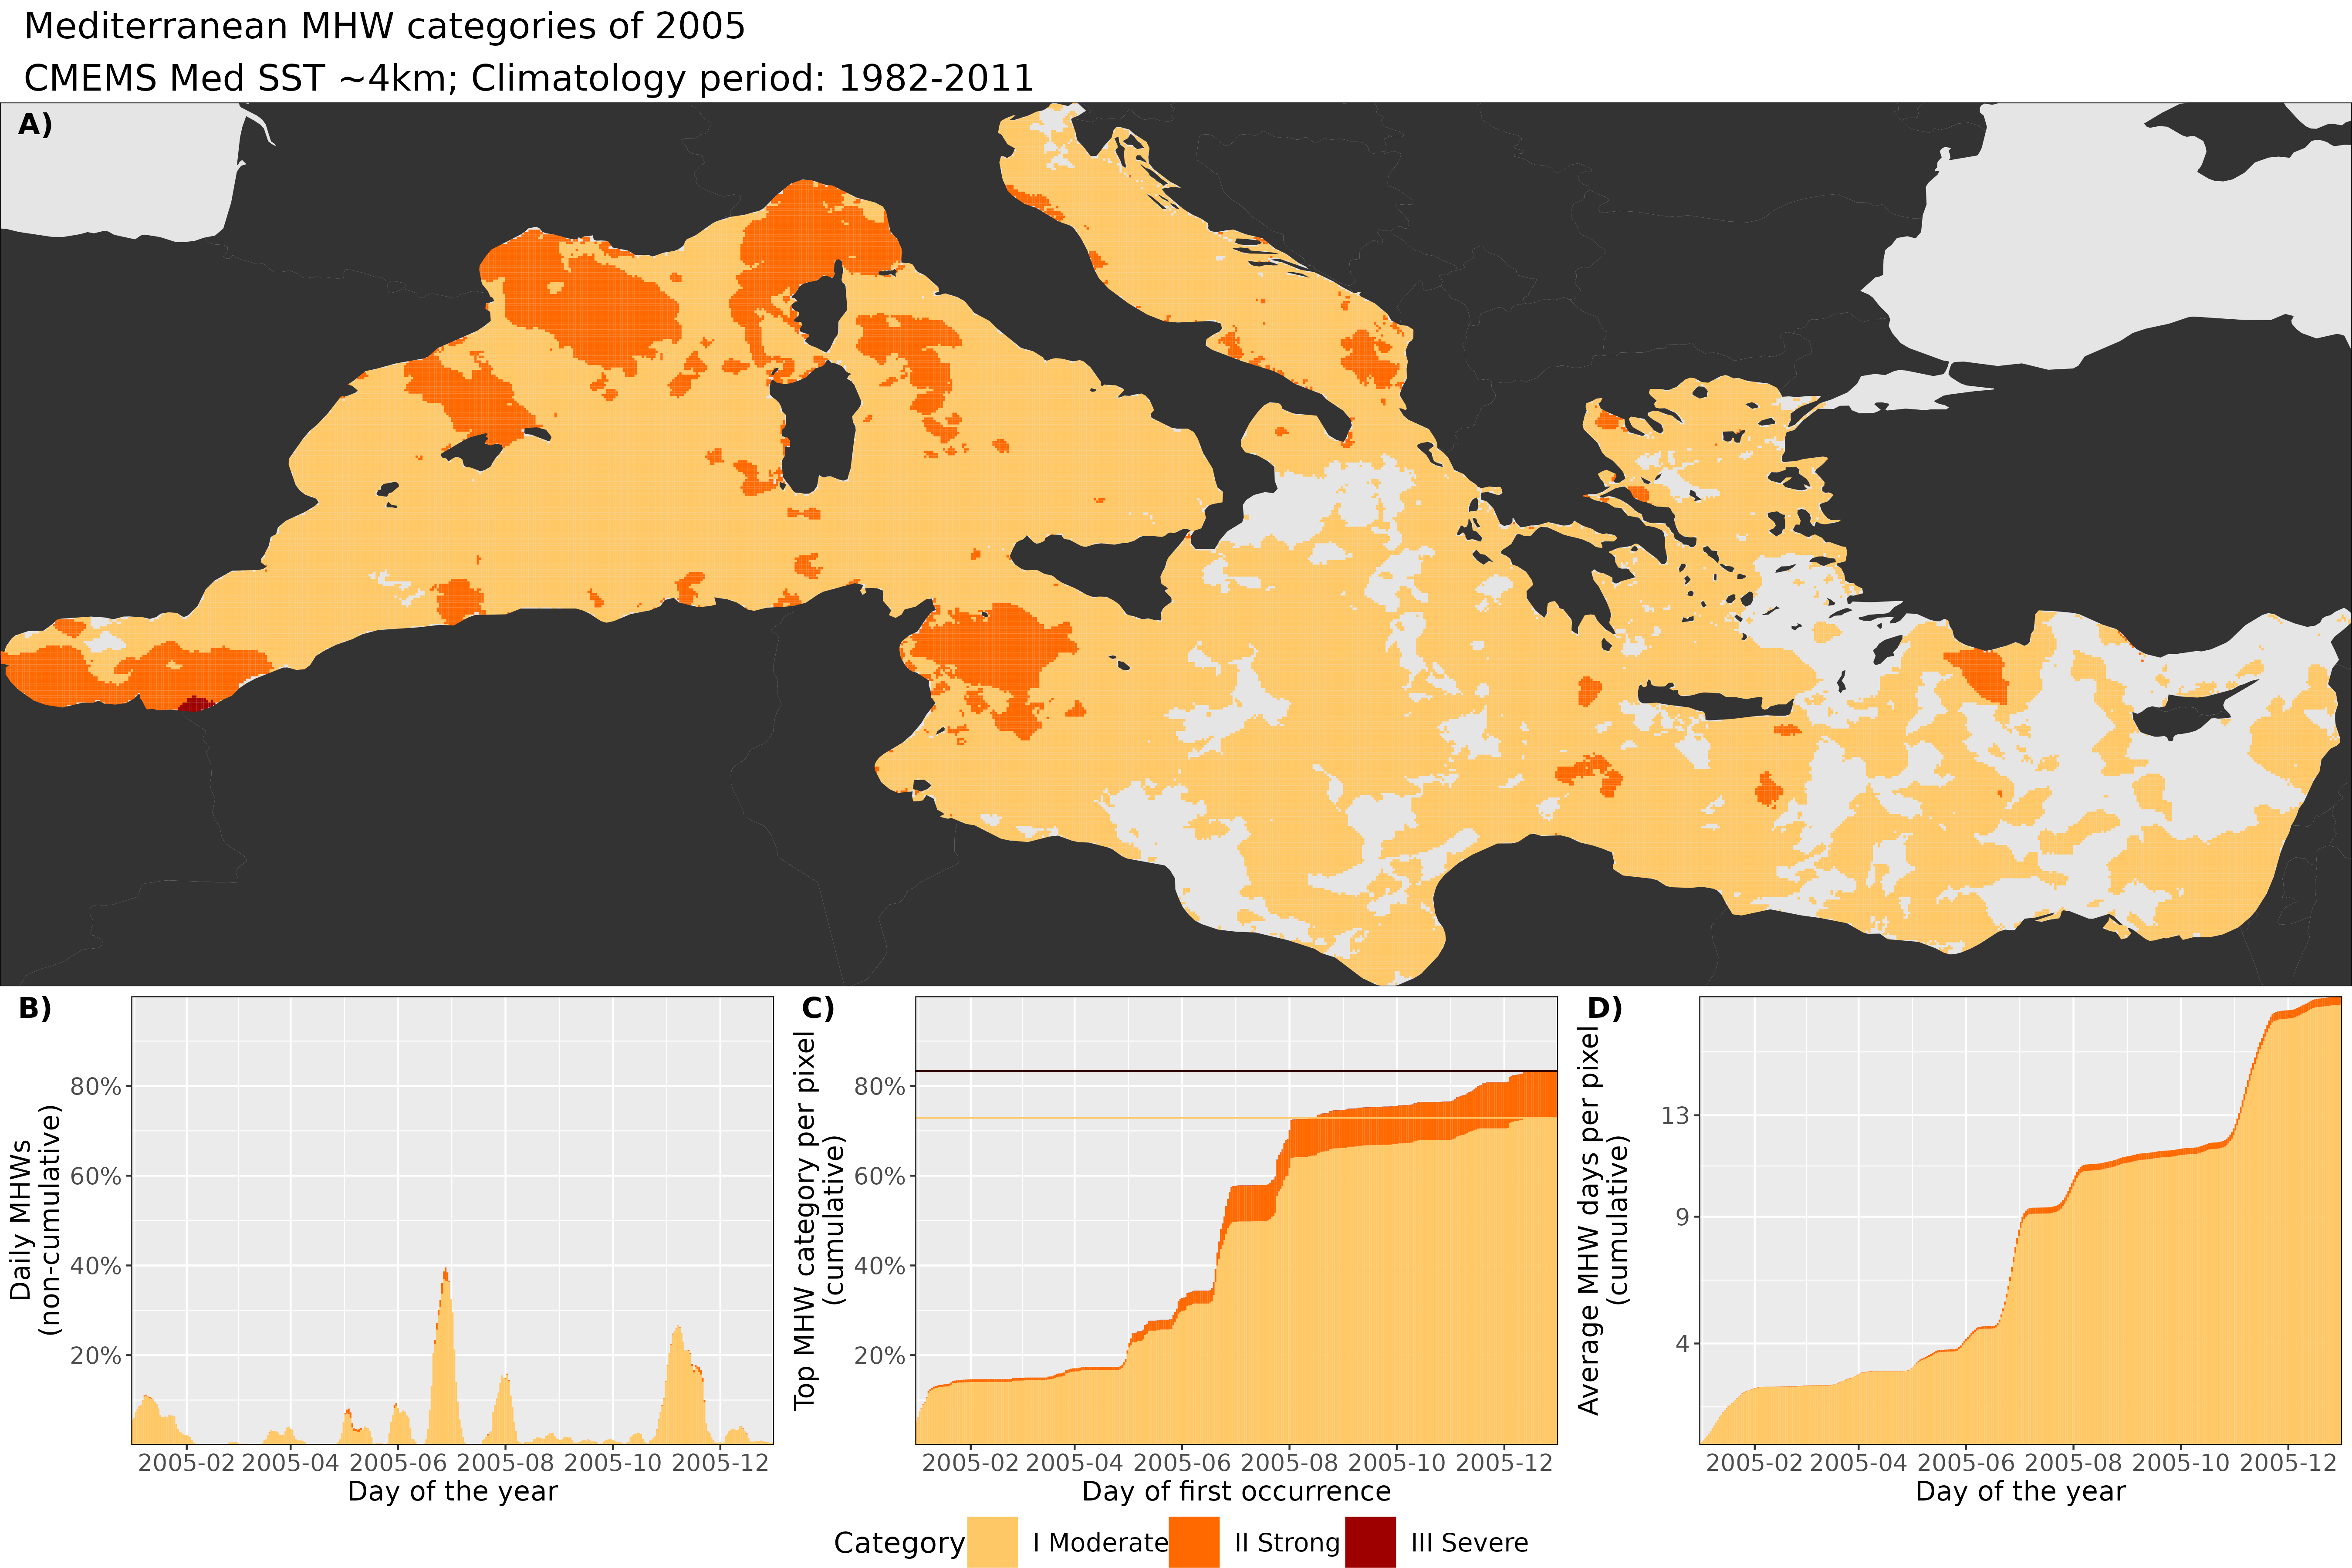 Mediterranean MHW categories of 2005
CMEMS Med SST ~4km; Climatology period: 1982-2011
A)
B)
Daily MHWs
(non-cumulative)
80%
60%
40%
20%
2005-02 2005-04 2005-06 2005-08 2005-10 2005-12
Day of the year
C)
Top MHW category per pixel
(cumulative)
80%
60%
40%
20%
2005-02 2005-04 2005-06 2005-08 2005-10 2005-12
Day of first occurrence
D)
Average MHW days per pixel
(cumulative)
13
9
4
2005-02 2005-04 2005-06 2005-08 2005-10 2005-12
Day of the year
Category I Moderate II Strong III Severe